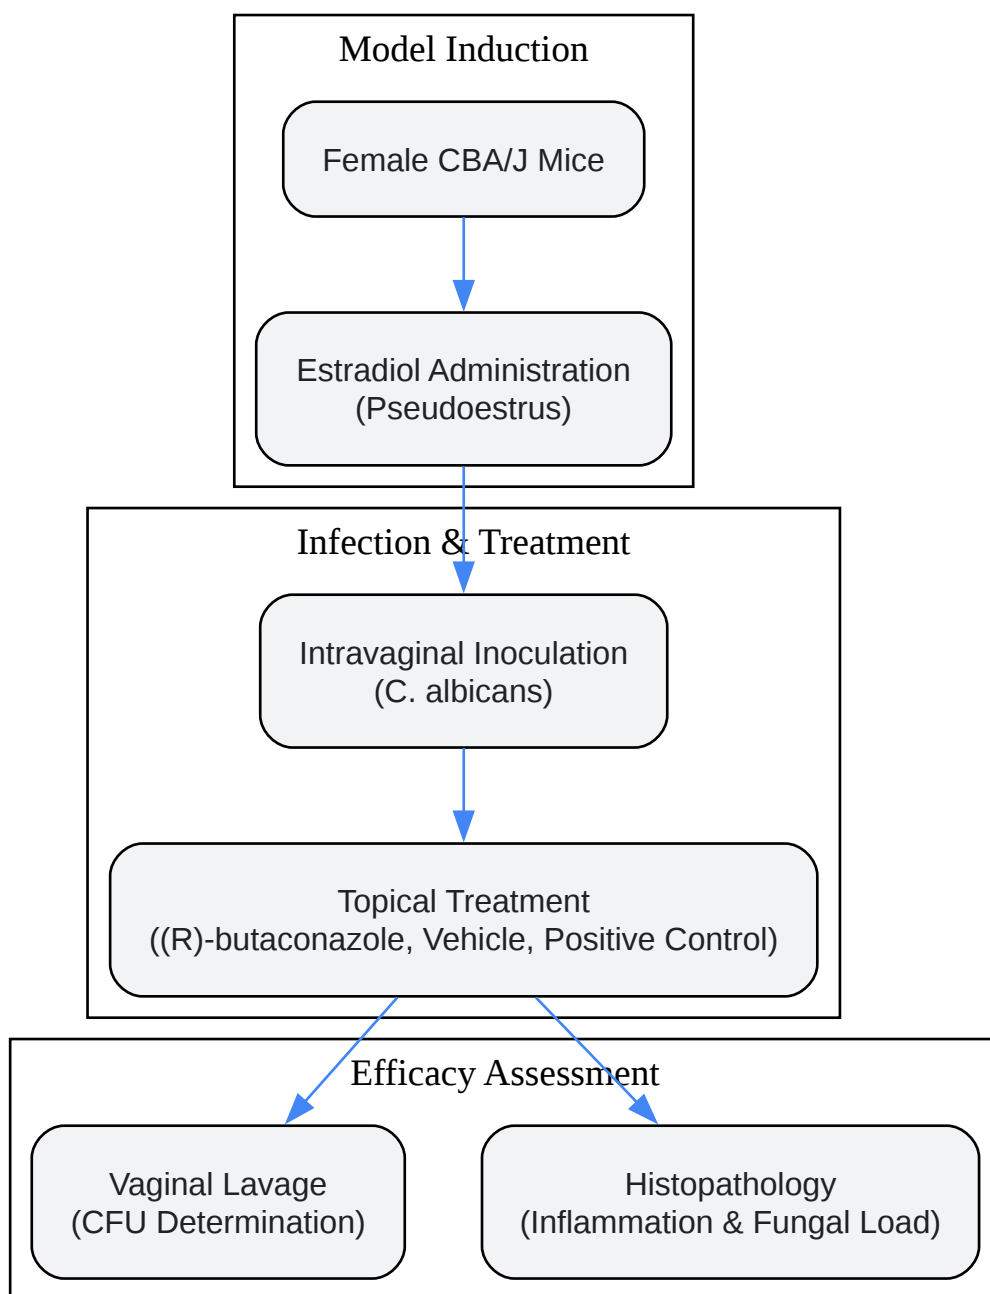 Model Induction
Female CBA/J Mice
Estradiol Administration
(Pseudoestrus)
Infection & Treatment
Intravaginal Inoculation
(C. albicans)
Topical Treatment
((R)-butaconazole, Vehicle, Positive Control)
Efficacy Assessment
Vaginal Lavage
(CFU Determination)
Histopathology
(Inflammation & Fungal Load)